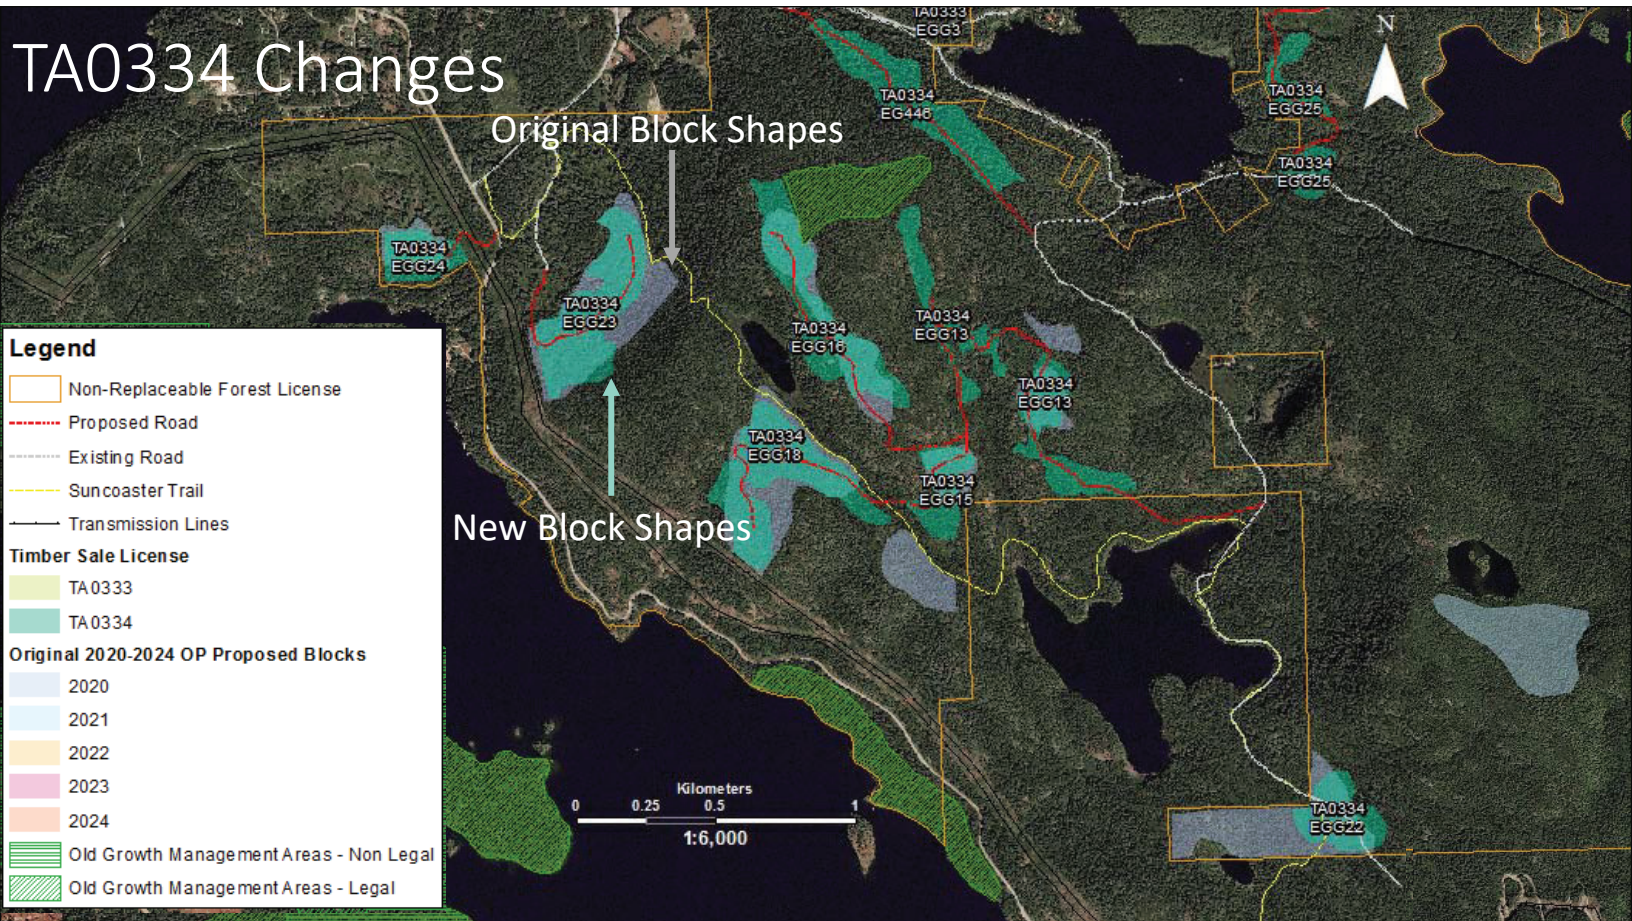 TA0334 Changes
Original Block Shapes
New Block Shapes
N
TA0333
EGG3
TA0334
EG446
TA0334
EGG25
TA0334
EGG25
TA0334
EGG24
TA0334
EGG23
TA0334
EGG16
TA0334
EGG13
TA0334
EGG13
TA0334
EGG18
TA0334
EGG15
TA0334
EGG22
Legend
Non-Replaceable Forest License
Proposed Road
Existing Road
Suncoaster Trail
Transmission Lines
Timber Sale License
TA0333
TA0334
Original 2020-2024 OP Proposed Blocks
2020
2021
2022
2023
2024
Old Growth Management Areas - Non Legal
Old Growth Management Areas - Legal
Kilometers
0 0.25 0.5 1
1:6,000